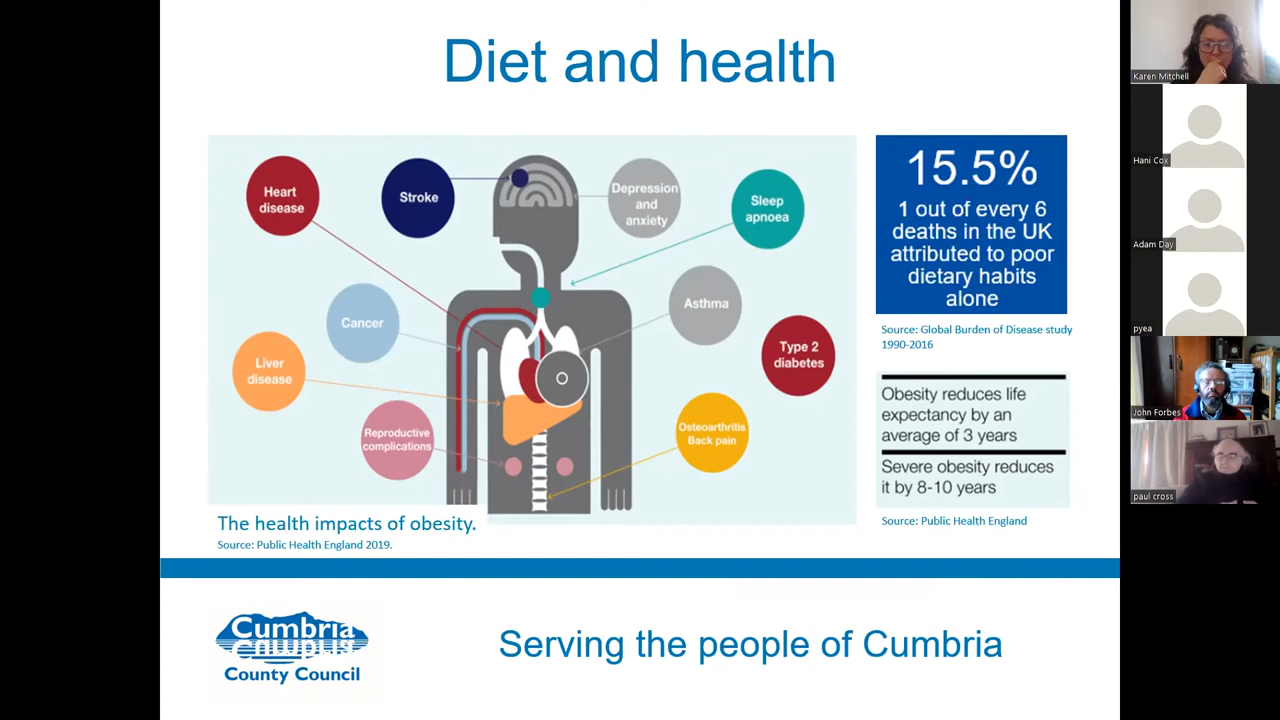 Diet and health
Heart
disease
Stroke
Depression
and
anxiety
Sleep
apnoea
Cancer
Asthma
Liver
disease
Type 2
diabetes
Reproductive
complications
Osteoarthritis
Back pain
The health impacts of obesity.
Source: Public Health England 2019.
15.5%
1 out of every 6
deaths in the UK
attributed to poor
dietary habits
alone
Source: Global Burden of Disease study
1990-2016
Obesity reduces life
expectancy by an
average of 3 years
Severe obesity reduces
it by 8-10 years
Source: Public Health England
Cumbria
County Council
Serving the people of Cumbria
Karen Mitchell
Hani Cox
Adam Day
pyea
John Forbes
paul cross